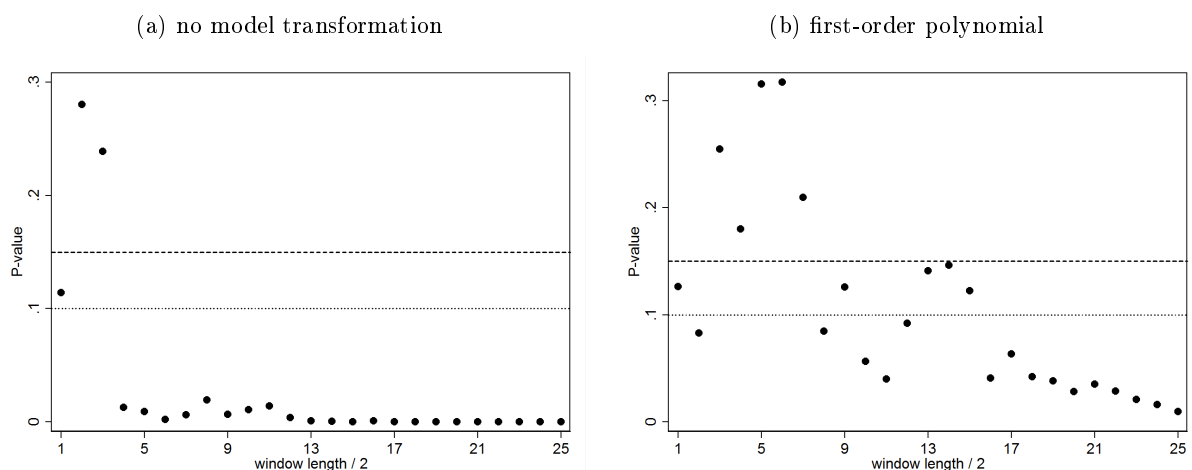 (a) no model transformation
.3
.2
.1
0
P-value
1 5 9 13 17 21 25
window length / 2
(b) first-order polynomial
.3
.2
.1
0
P-value
1 5 9 13 17 21 25
window length / 2